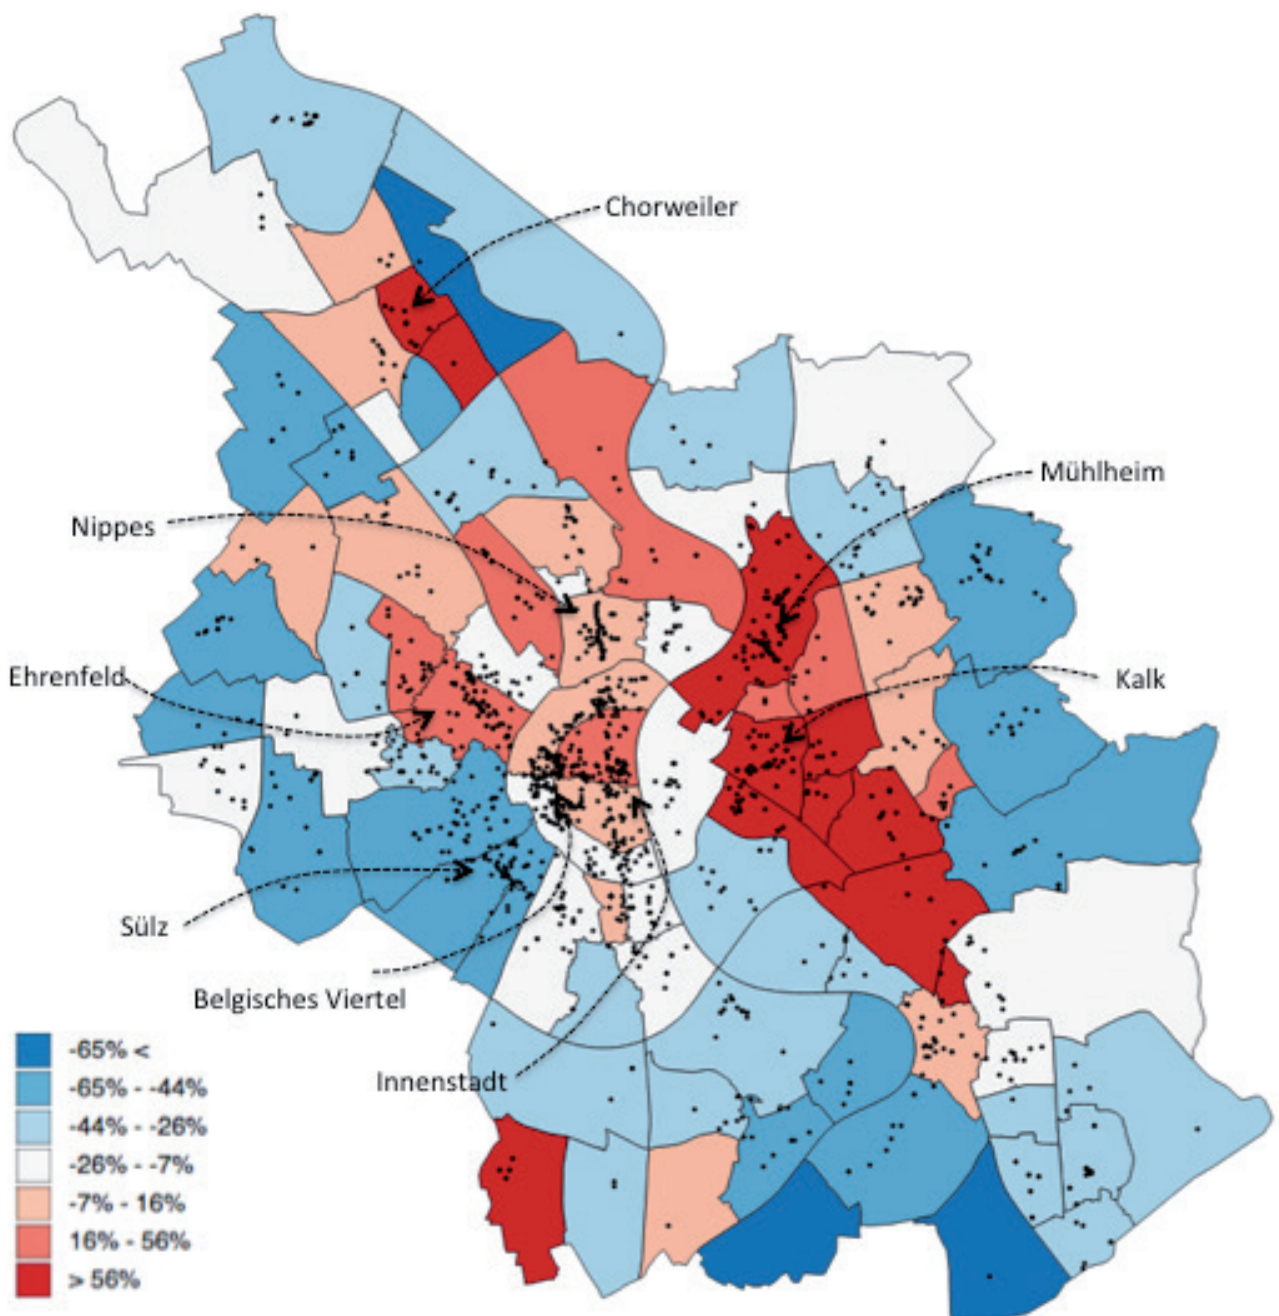 Chorweiler
Mühlheim
Nippes
Ehrenfeld
Kalk
Sülz
Belgisches Viertel
Innenstadt
-65% <
-65% - -44%
-44% - -26%
-26% - -7%
-7% - 16%
16% - 56%
> 56%